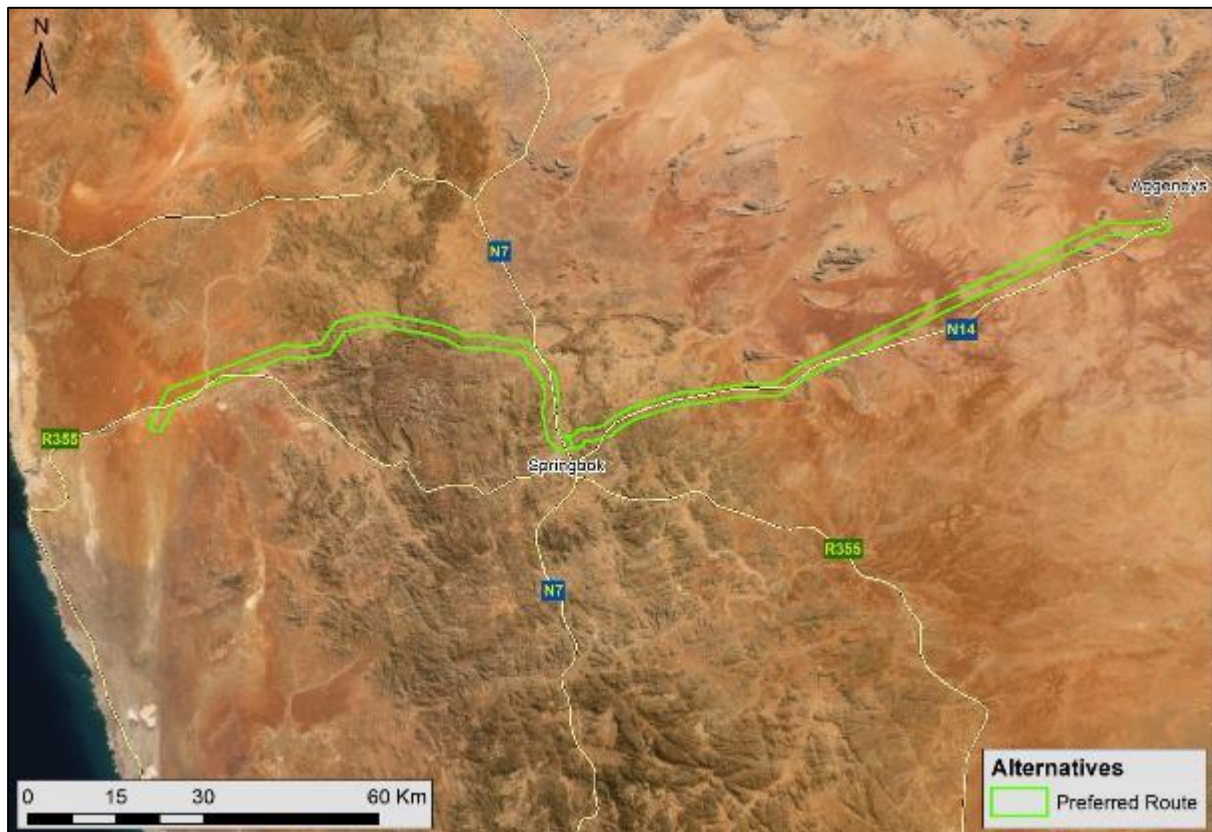 N
Aggeneys
N7
N14
R355
Springbok
R355
N7
Alternatives
Preferred Route
0 15 30 60 Km